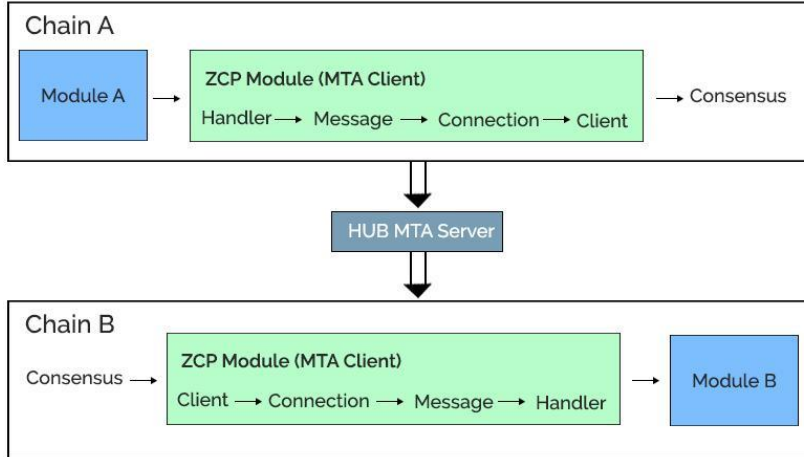 Chain A
Module A
ZCP Module (MTA Client)
Handler Message Connection Client
Consensus
HUB MTA Server
Chain B
Consensus
ZCP Module (MTA Client)
Client Connection Message Handler
Module B